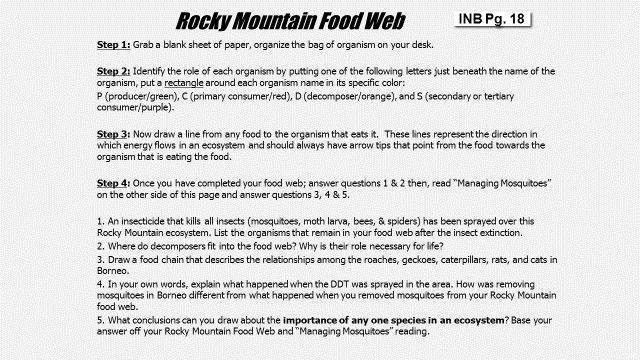 Rocky Mountain Food Web
INB Pg. 18
Step 1: Grab a blank sheet of paper, organize the bag of organism on your desk.
Step 2: Identify the role of each organism by putting one of the following letters just beneath the name of the
organism, put a rectangle around each organism name in its specific color:
P (producer/green), C (primary consumer/red), D (decomposer/orange), and S (secondary or tertiary
consumer/purple).
Step 3: Now draw a line from any food to the organism that eats it. These lines represent the direction in
which energy flows in an ecosystem and should always have arrow tips that point from the food towards the
organism that is eating the food.
Step 4: Once you have completed your food web; answer questions 1 & 2 then, read "Managing Mosquitoes"
on the other side of this page and answer questions 3, 4 & 5.
1. An insecticide that kills all insects (mosquitoes, moth larva, bees, & spiders) has been sprayed over this
Rocky Mountain ecosystem. List the organisms that remain in your food web after the insect extinction.
2. Where do decomposers fit into the food web? Why is their role necessary for life?
3. Draw a food chain that describes the relationships among the roaches, geckoes, caterpillars, rats, and cats in
Borneo.
4. In your own words, explain what happened when the DDT was sprayed in the area. How was removing
mosquitoes in Borneo different from what happened when you removed mosquitoes from your Rocky Mountain
food web.
5. What conclusions can you draw about the importance of any one species in an ecosystem? Base your
answer off your Rocky Mountain Food Web and "Managing Mosquitoes" reading.